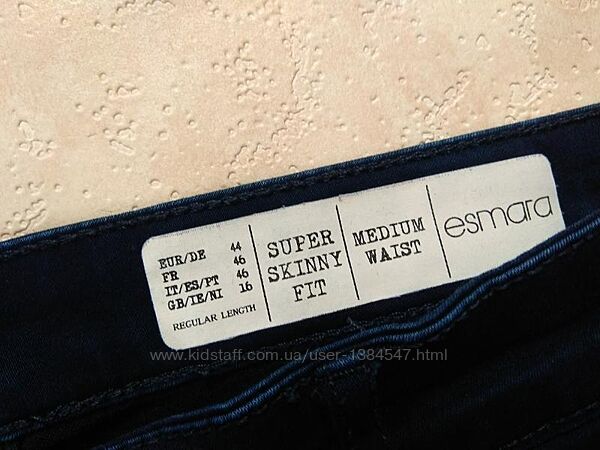 EUR/DE 44
FR 46
IT/ES/PT 46
GB/IE/NI 16
REGULAR LENGTH
SUPER
SKINNY
FIT
MEDIUM
WAIST
esmara
www.kidstaff.com.ua/user-1384547.html